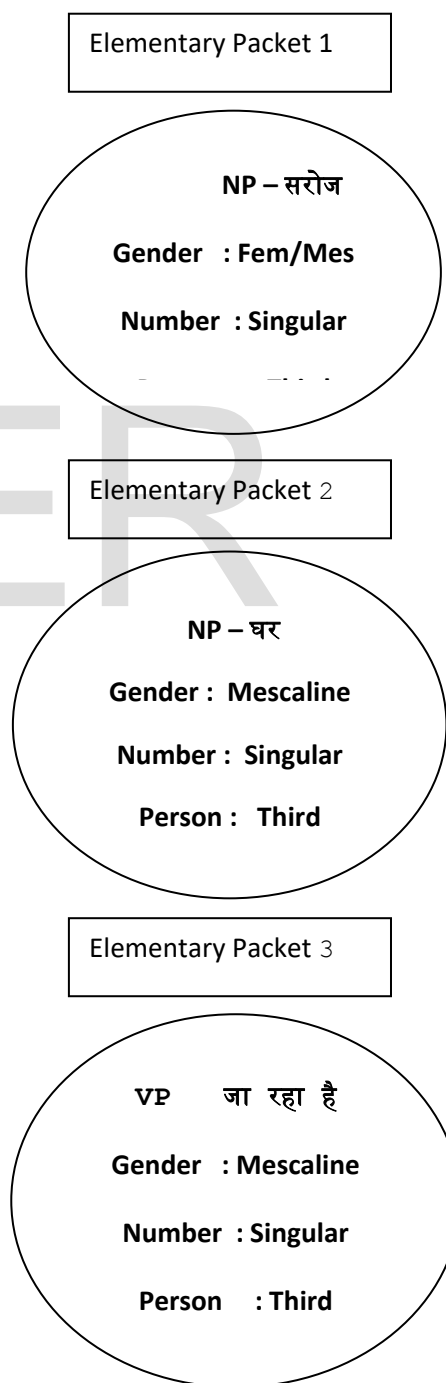 Elementary Packet 1
NP – सरोज
Gender : Fem/Mes
Number : Singular
Elementary Packet 2
NP – घर
Gender : Mescaline
Number : Singular
Person : Third
Elementary Packet 3
VP जा रहा है
Gender : Mescaline
Number : Singular
Person : Third
ER